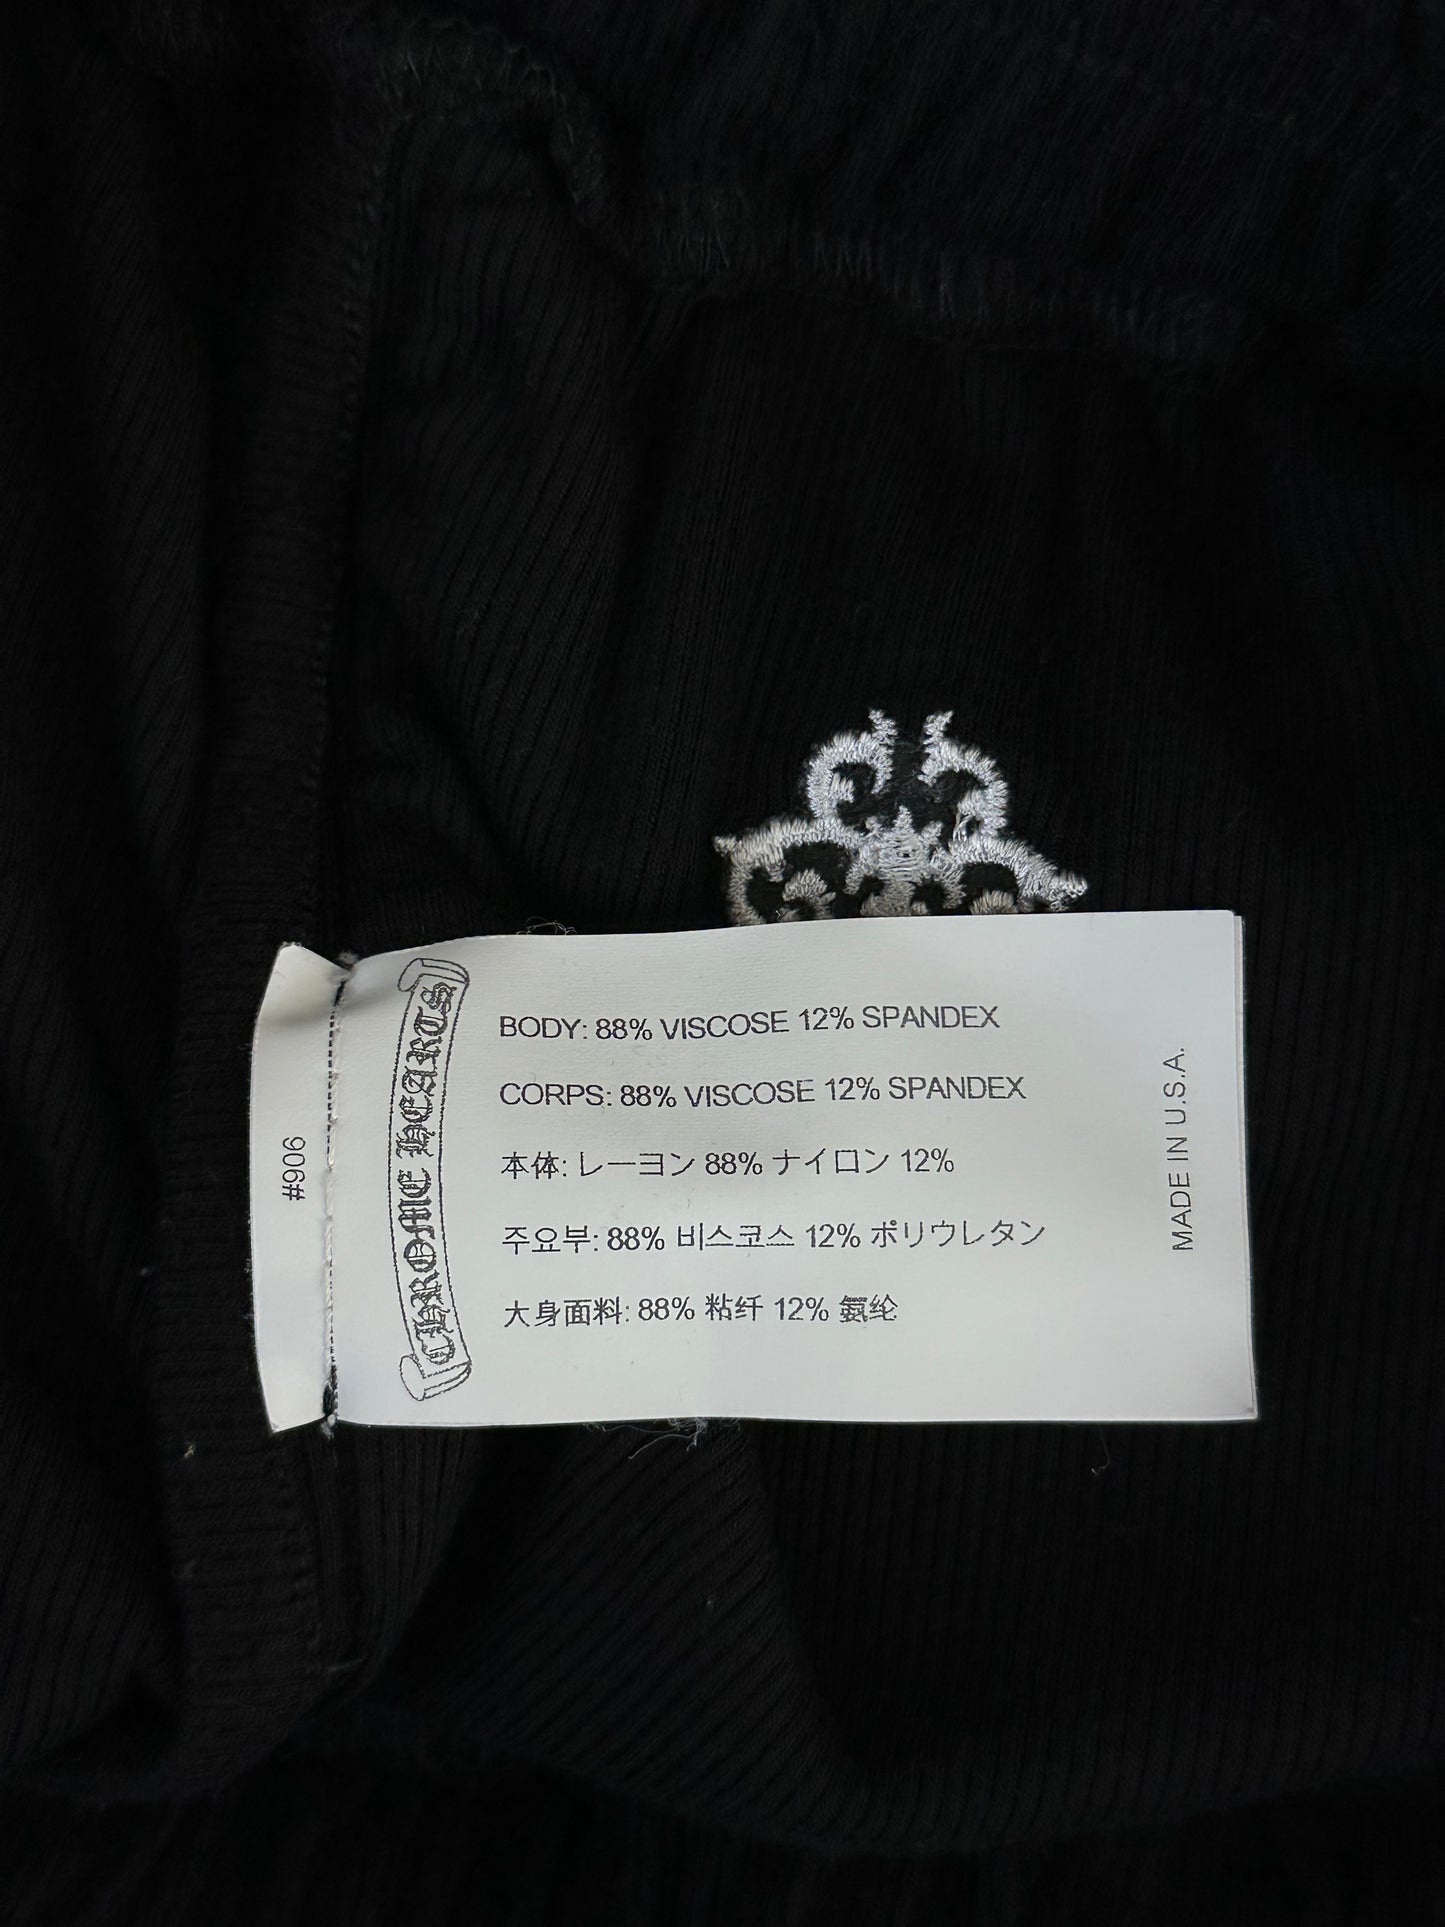 #906
CHROME HEARTS
BODY: 88% VISCOSE 12% SPANDEX
CORPS: 88% VISCOSE 12% SPANDEX
本体: レーヨン 88% ナイロン 12%
주요부: 88% 비스코스 12% ポリウレタン
大身面料: 88% 粘纤 12% 氨纶
MADE IN U.S.A.